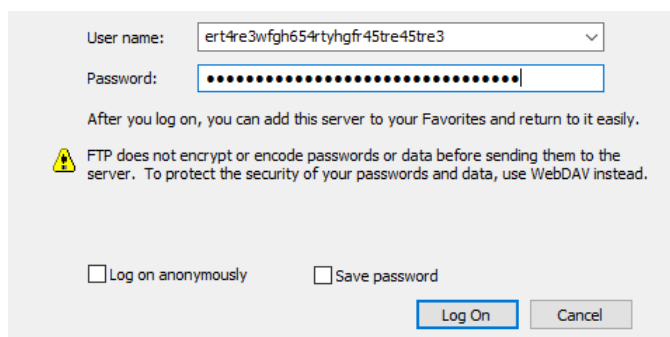 User name: ert4re3wfgh654rtyhgfr45tre45tre3
Password: ●●●●●●●●●●●●●●●●●●●●●●●●●●●●●●●●
After you log on, you can add this server to your Favorites and return to it easily.
FTP does not encrypt or encode passwords or data before sending them to the
server. To protect the security of your passwords and data, use WebDAV instead.
Log on anonymously Save password
Log On Cancel